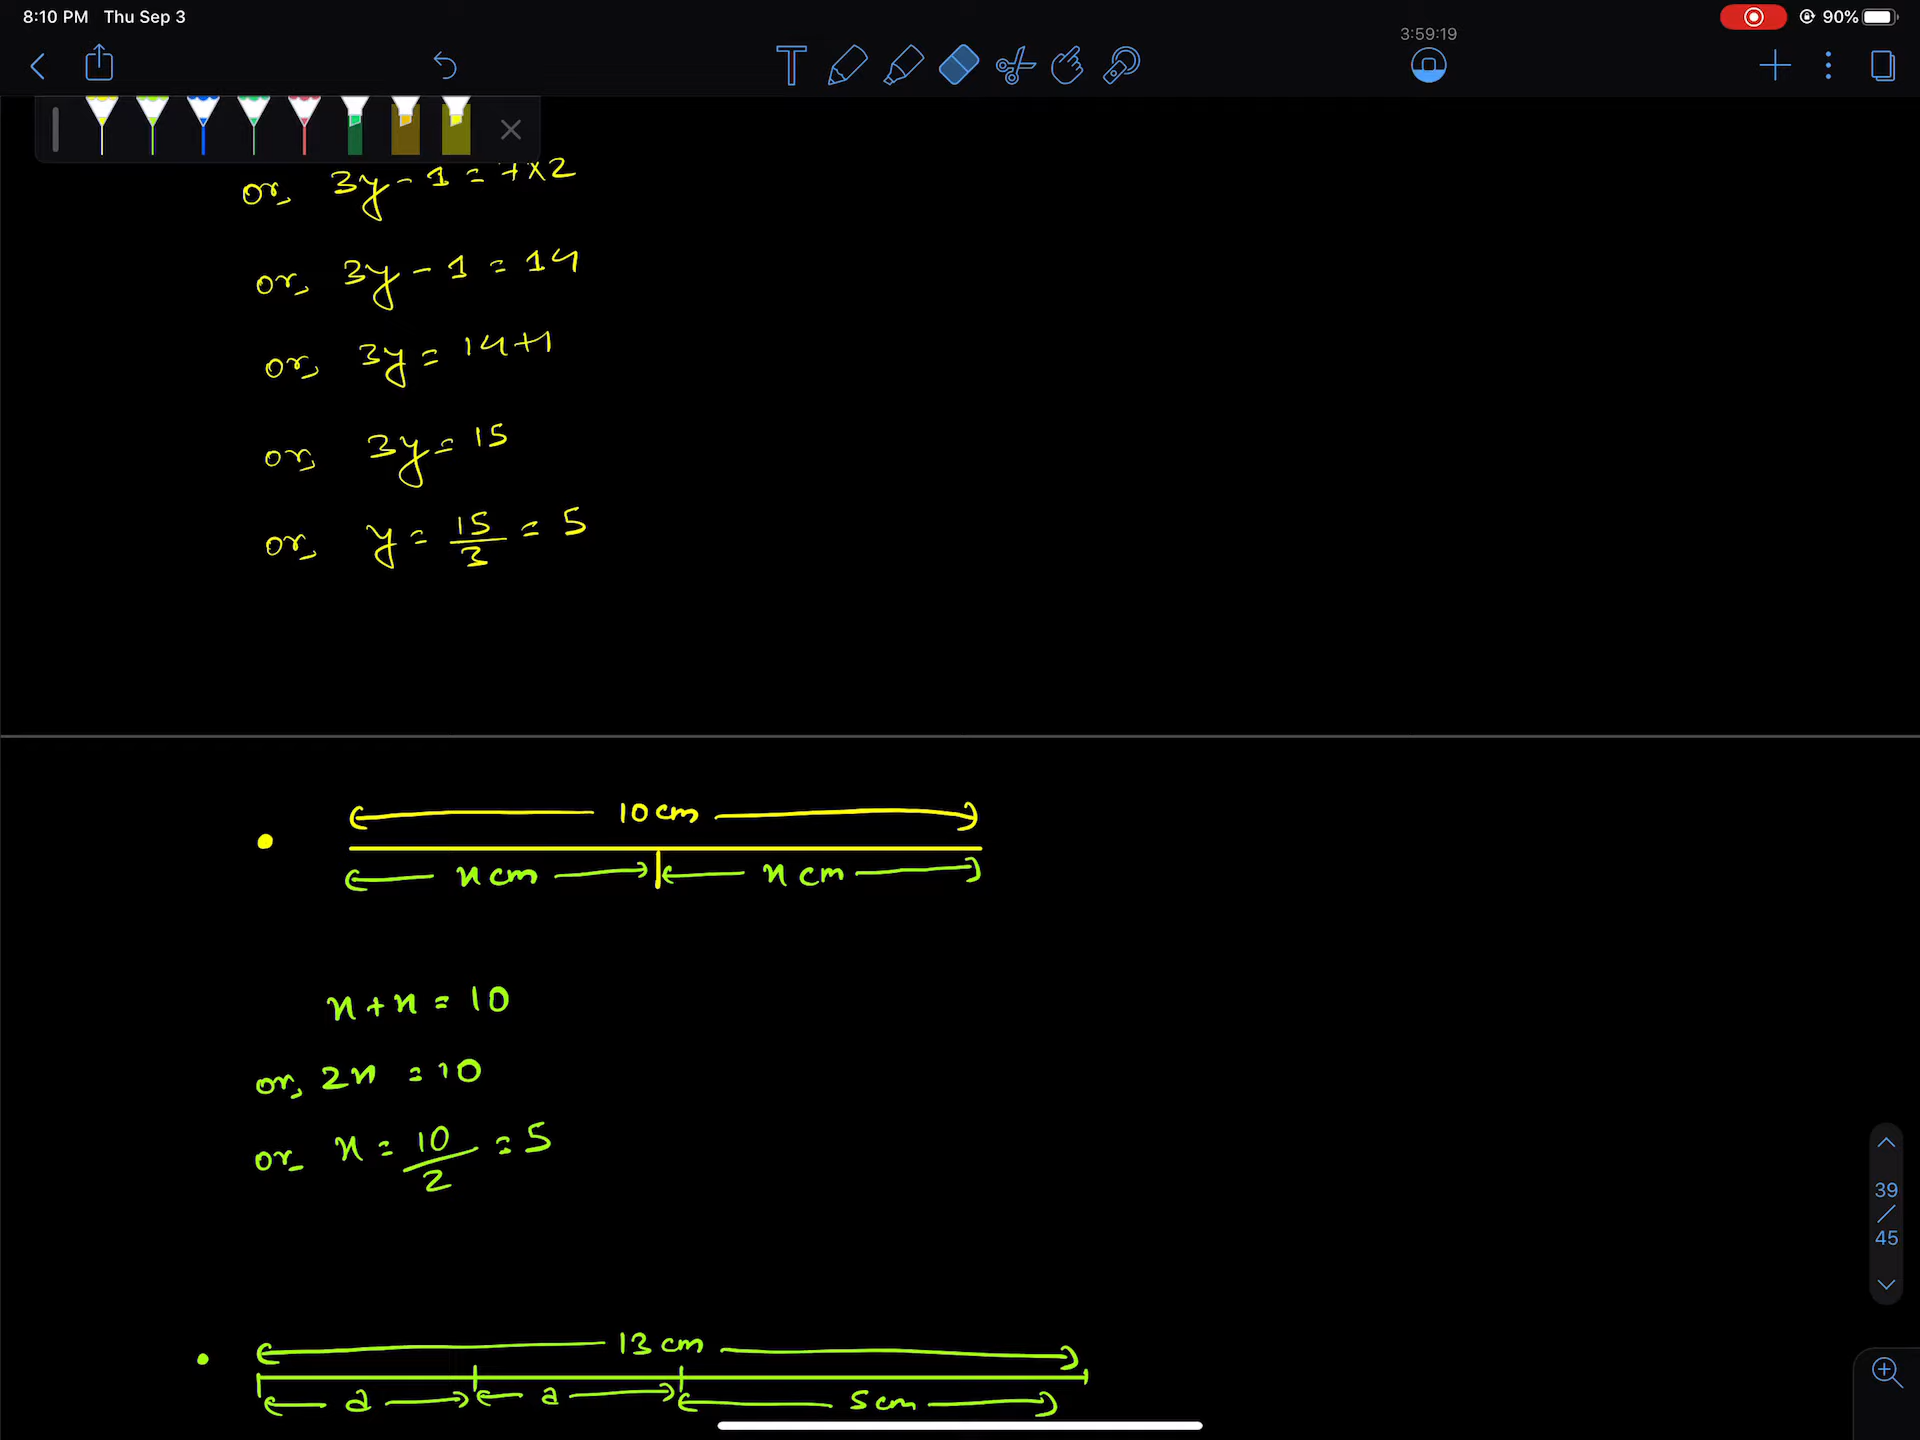 8:10 PM Thu Sep 3
90%
3:59:19
or, 3y - 1 = 7×2
or, 3y - 1 = 14
or, 3y = 14+1
or, 3y = 15
or, y = 15/3 = 5
10 cm
x cm x cm
x + x = 10
or, 2x = 10
or x = 10/2 = 5
39
/
45
13 cm
a a 5 cm